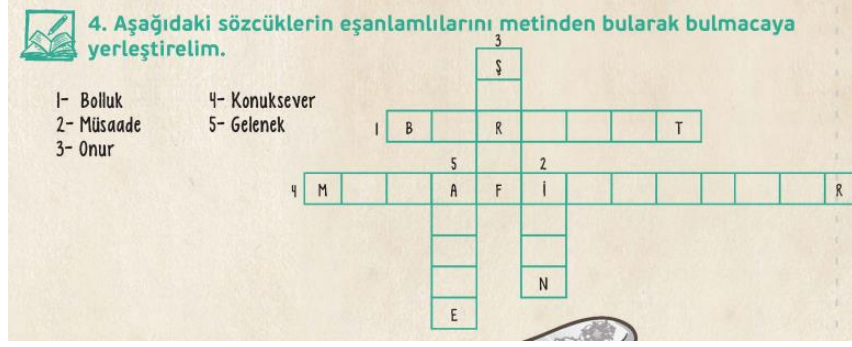 4. Aşağıdaki sözcüklerin eşanlamlılarını metinden bularak bulmacaya
yerleştirelim.
1- Bolluk
2- Müsaade
3- Onur
4- Konuksever
5- Gelenek
3
Ş
1 B R T
5 2
4 M A F İ R
N
E